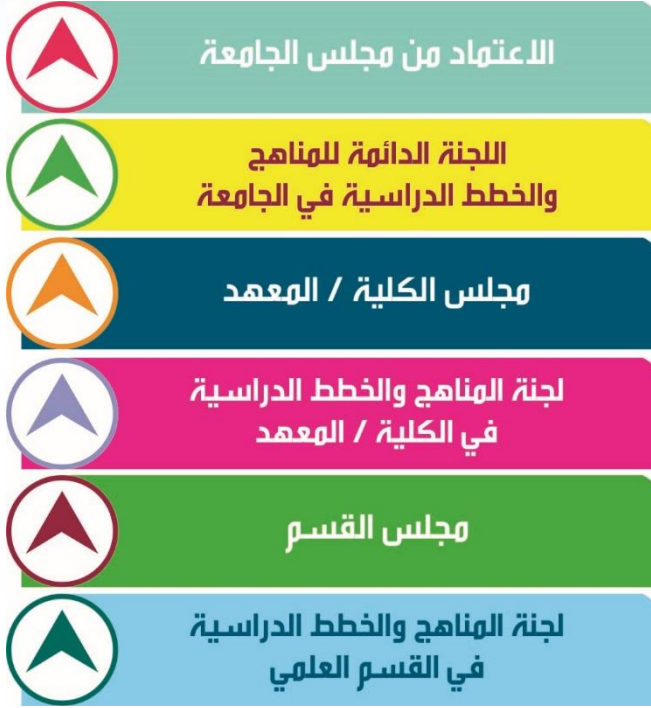 الاعتماد من مجلس الجامعة
اللجنة الدائمة للمناهج
والخطط الدراسية في الجامعة
مجلس الكلية / المعهد
لجنة المناهج والخطط الدراسية
في الكلية / المعهد
مجلس القسم
لجنة المناهج والخطط الدراسية
في القسم العلمي